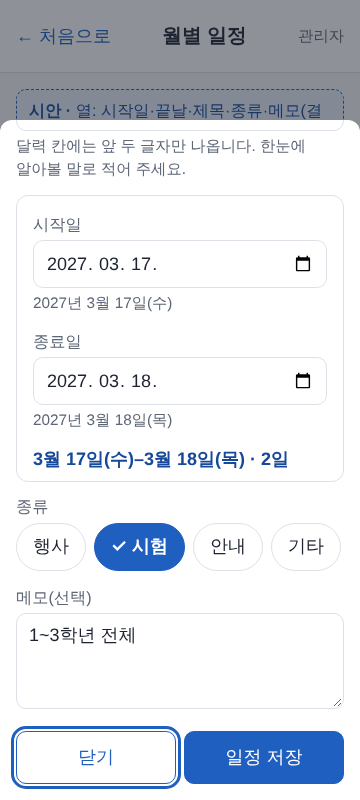 ← 처음으로
월별 일정
관리자
시안 · 열: 시작일·끝날·제목·종류·메모(결
달력 칸에는 앞 두 글자만 나옵니다. 한눈에
알아볼 말로 적어 주세요.
시작일
2027. 03. 17.
2027년 3월 17일(수)
종료일
2027. 03. 18.
2027년 3월 18일(목)
3월 17일(수)–3월 18일(목) · 2일
종류
행사
✓ 시험
안내
기타
메모(선택)
1~3학년 전체
닫기
일정 저장